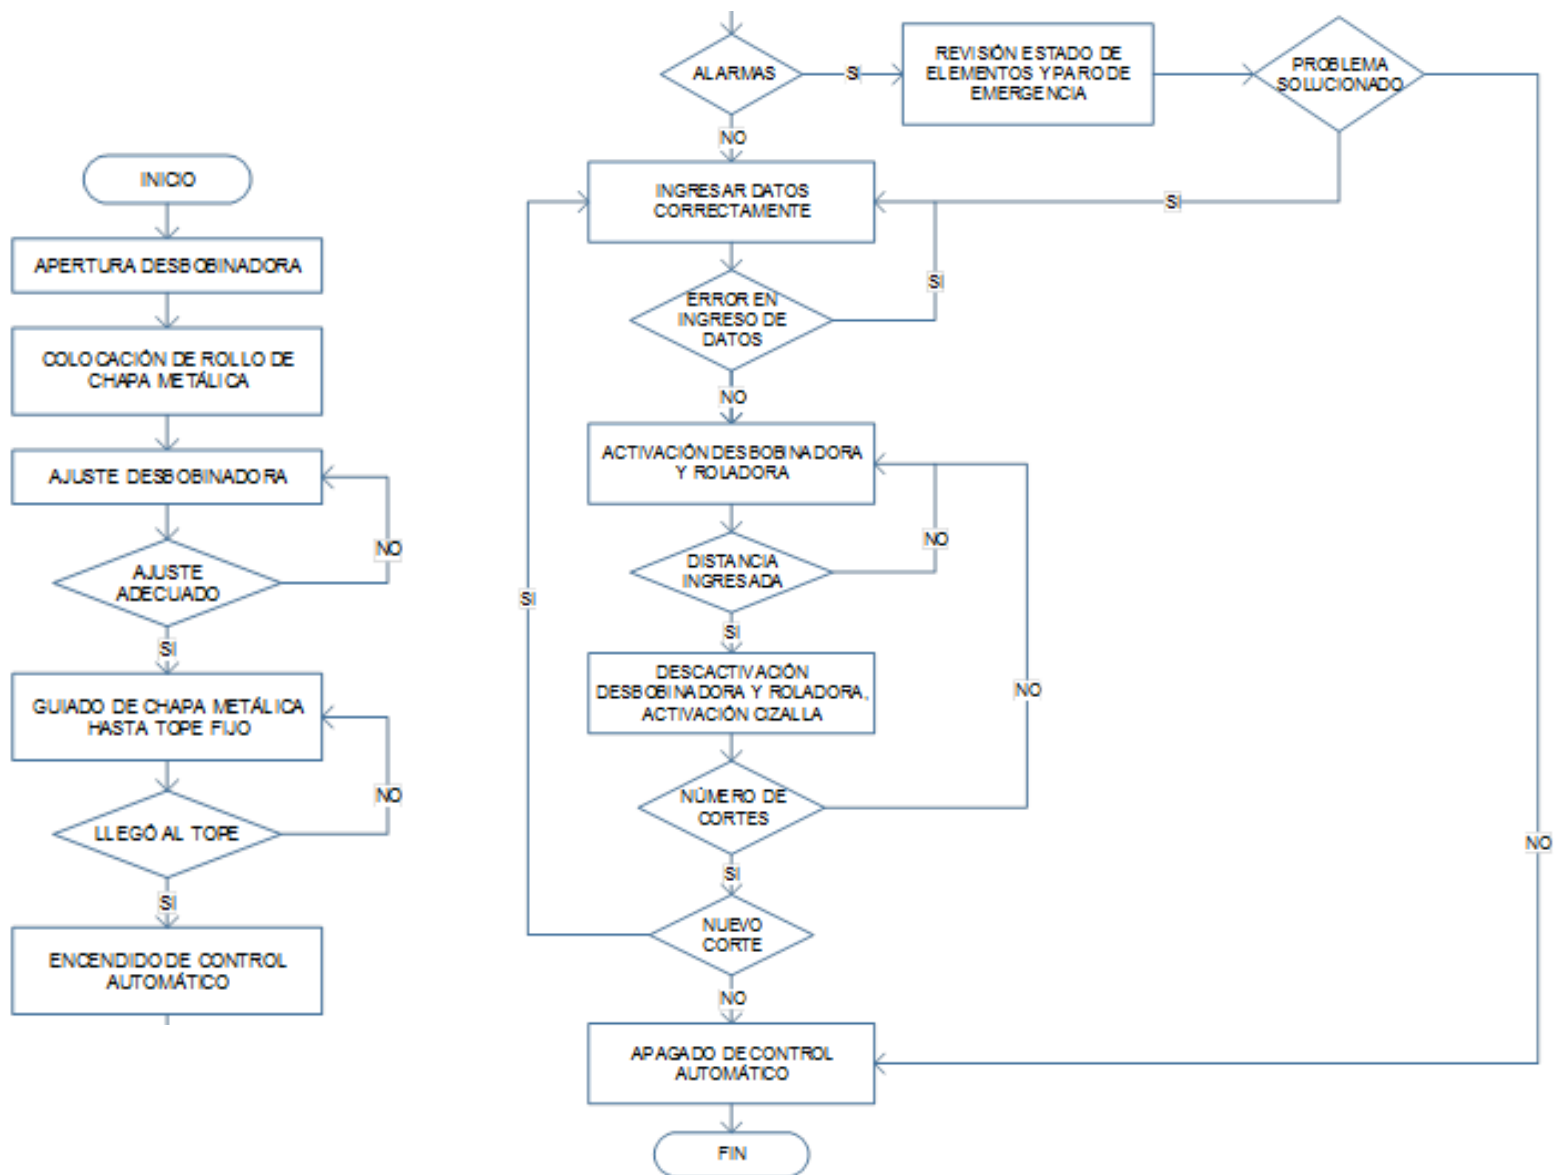 INICIO
APERTURA DESBOBINADORA
COLOCACIÓN DE ROLLO DE
CHAPA METÁLICA
AJUSTE DESBOBINADORA
NO
AJUSTE
ADECUADO
SI
GUIADO DE CHAPA METÁLICA
HASTA TOPE FIJO
NO
LLEGÓ AL TOPE
SI
ENCENDIDO DE CONTROL
AUTOMÁTICO
ALARMAS
SI
REVISIÓN ESTADO DE
ELEMENTOS Y PARO DE
EMERGENCIA
PROBLEMA
SOLUCIONADO
NO
INGRESAR DATOS
CORRECTAMENTE
SI
SI
ERROR EN
INGRESO DE
DATOS
NO
ACTIVACIÓN DESBOBINADORA
Y ROLADORA
NO
DISTANCIA
INGRESADA
SI
SI
DESCACTIVACIÓN
DESBOBINADORA Y ROLADORA,
ACTIVACIÓN CIZALLA
NO
NÚMERO DE
CORTES
SI
NO
NUEVO
CORTE
NO
APAGADO DE CONTROL
AUTOMÁTICO
FIN